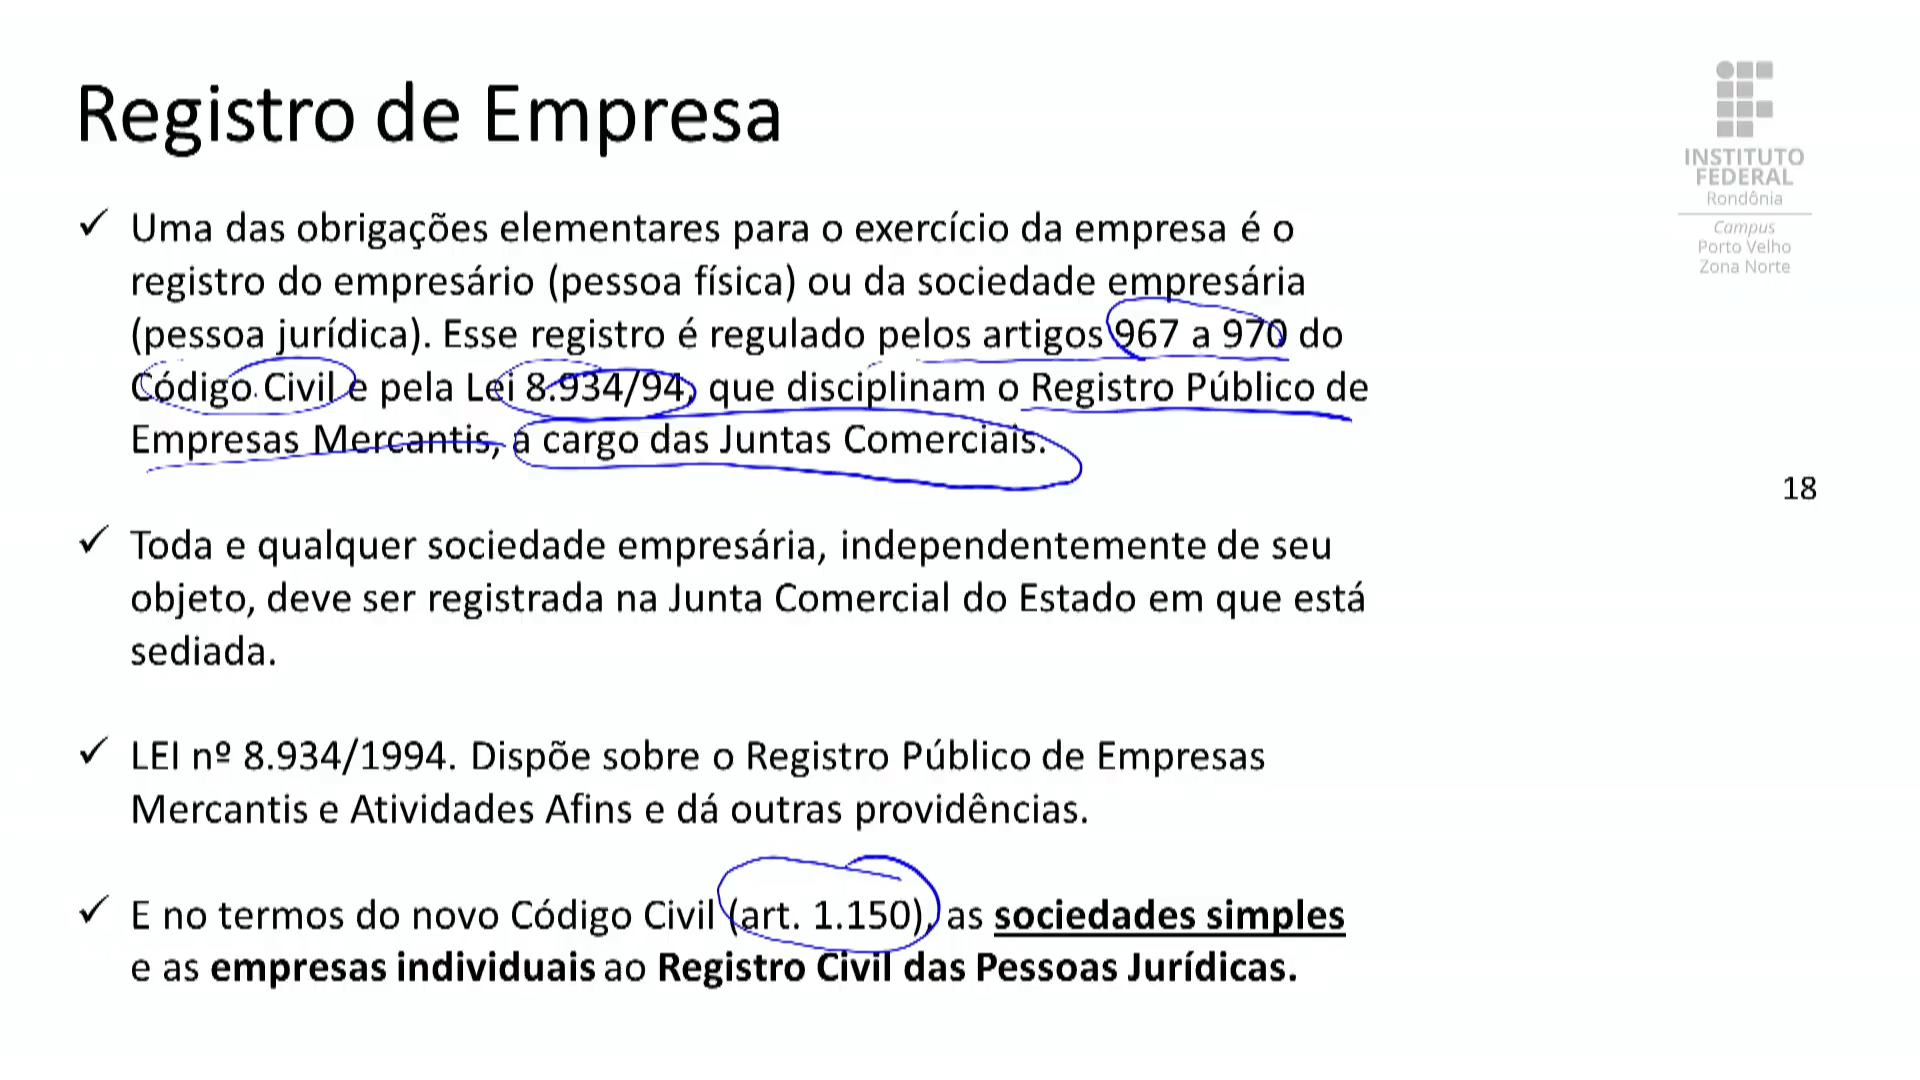 Registro de Empresa
INSTITUTO
FEDERAL
Rondônia
Campus
Porto Velho
Zona Norte
✓ Uma das obrigações elementares para o exercício da empresa é o
registro do empresário (pessoa física) ou da sociedade empresária
(pessoa jurídica). Esse registro é regulado pelos artigos 967 a 970 do
Código Civil e pela Lei 8.934/94, que disciplinam o Registro Público de
Empresas Mercantis, a cargo das Juntas Comerciais.
18
✓ Toda e qualquer sociedade empresária, independentemente de seu
objeto, deve ser registrada na Junta Comercial do Estado em que está
sediada.
✓ LEI nº 8.934/1994. Dispõe sobre o Registro Público de Empresas
Mercantis e Atividades Afins e dá outras providências.
✓ E no termos do novo Código Civil (art. 1.150), as sociedades simples
e as empresas individuais ao Registro Civil das Pessoas Jurídicas.